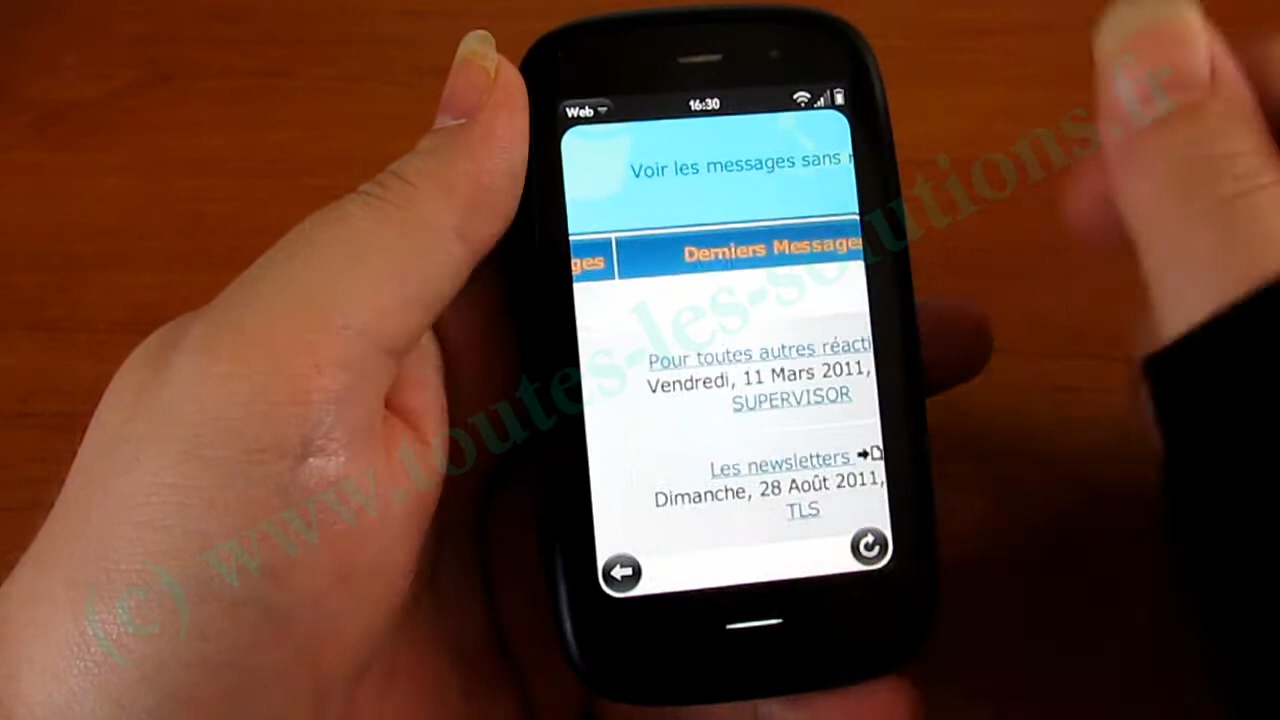 Web
16:30
Voir les messages sans
ges
Derniers Messages
Pour toutes autres réacti
Vendredi, 11 Mars 2011,
SUPERVISOR
Les newsletters
Dimanche, 28 Août 2011,
TLS
(c) www.toutes-les-solutions.fr